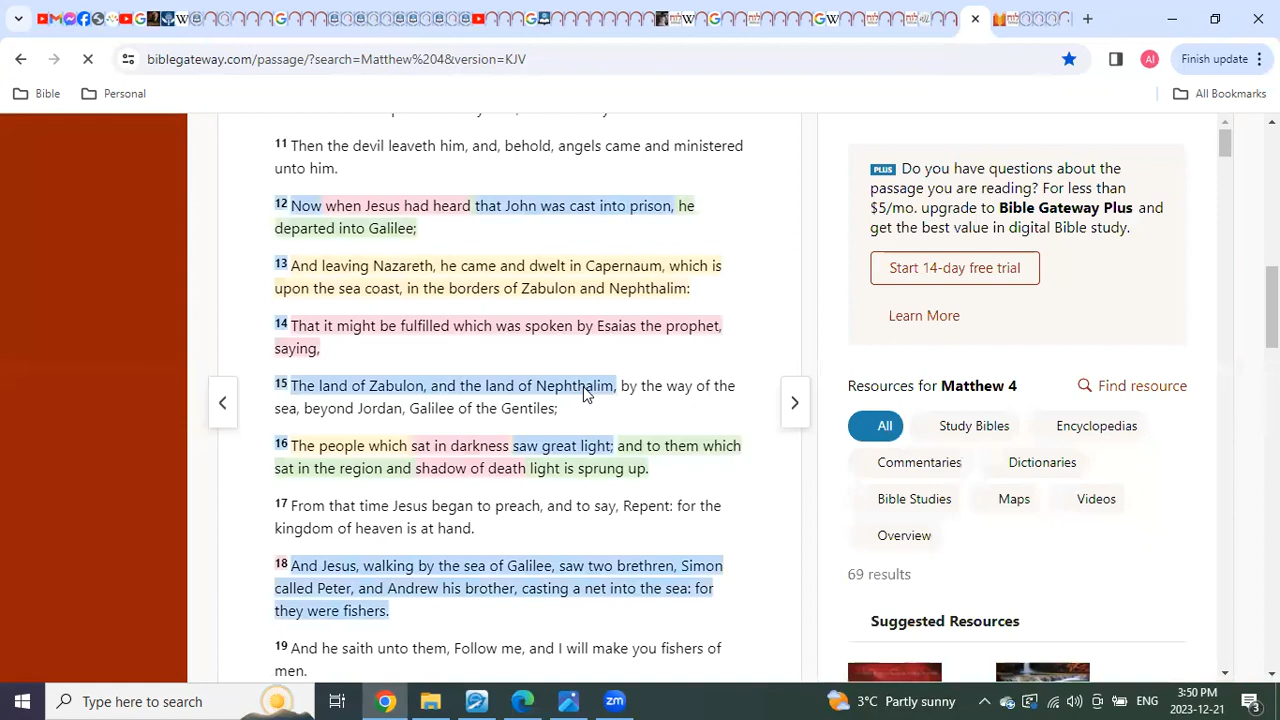 biblegateway.com/passage/?search=Matthew%204&version=KJV
AI
Finish update
Bible
Personal
All Bookmarks
11 Then the devil leaveth him, and, behold, angels came and ministered
unto him.
12 Now when Jesus had heard that John was cast into prison, he
departed into Galilee;
13 And leaving Nazareth, he came and dwelt in Capernaum, which is
upon the sea coast, in the borders of Zabulon and Nephthalim:
14 That it might be fulfilled which was spoken by Esaias the prophet,
saying,
15 The land of Zabulon, and the land of Nephthalim, by the way of the
sea, beyond Jordan, Galilee of the Gentiles;
16 The people which sat in darkness saw great light; and to them which
sat in the region and shadow of death light is sprung up.
17 From that time Jesus began to preach, and to say, Repent: for the
kingdom of heaven is at hand.
18 And Jesus, walking by the sea of Galilee, saw two brethren, Simon
called Peter, and Andrew his brother, casting a net into the sea: for
they were fishers.
19 And he saith unto them, Follow me, and I will make you fishers of
men.
PLUS Do you have questions about the
passage you are reading? For less than
$5/mo. upgrade to Bible Gateway Plus and
get the best value in digital Bible study.
Start 14-day free trial
Learn More
Resources for Matthew 4
Find resource
All
Study Bibles
Encyclopedias
Commentaries
Dictionaries
Bible Studies
Maps
Videos
Overview
69 results
Suggested Resources
Type here to search
3°C Partly sunny
ENG
3:50 PM
2023-12-21
3